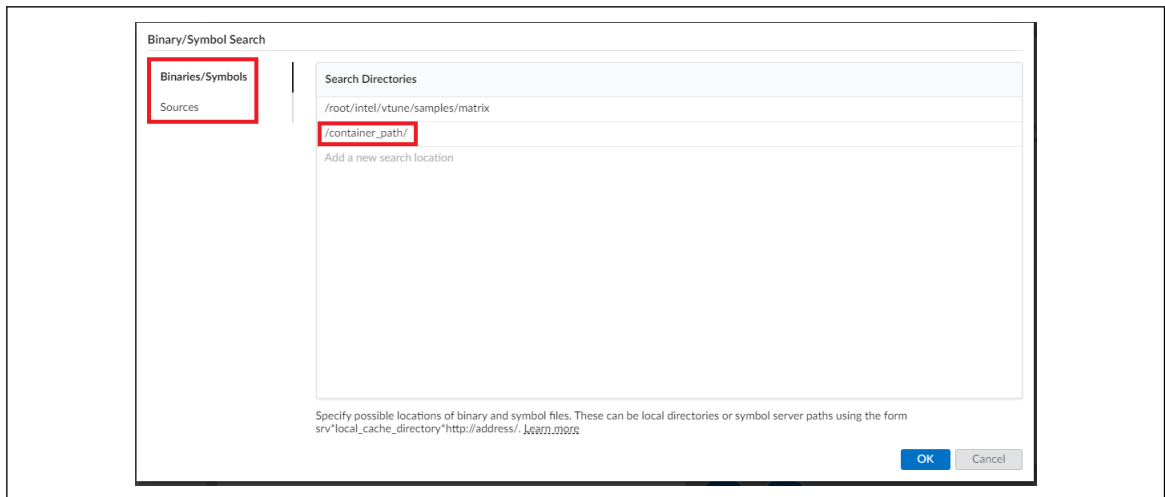 Binary/Symbol Search
Binaries/Symbols
Sources
Search Directories
/root/intel/vtune/samples/matrix
/container_path/
Add a new search location
Specify possible locations of binary and symbol files. These can be local directories or symbol server paths using the form
srv*local_cache_directory*http://address/. Learn more
OK Cancel